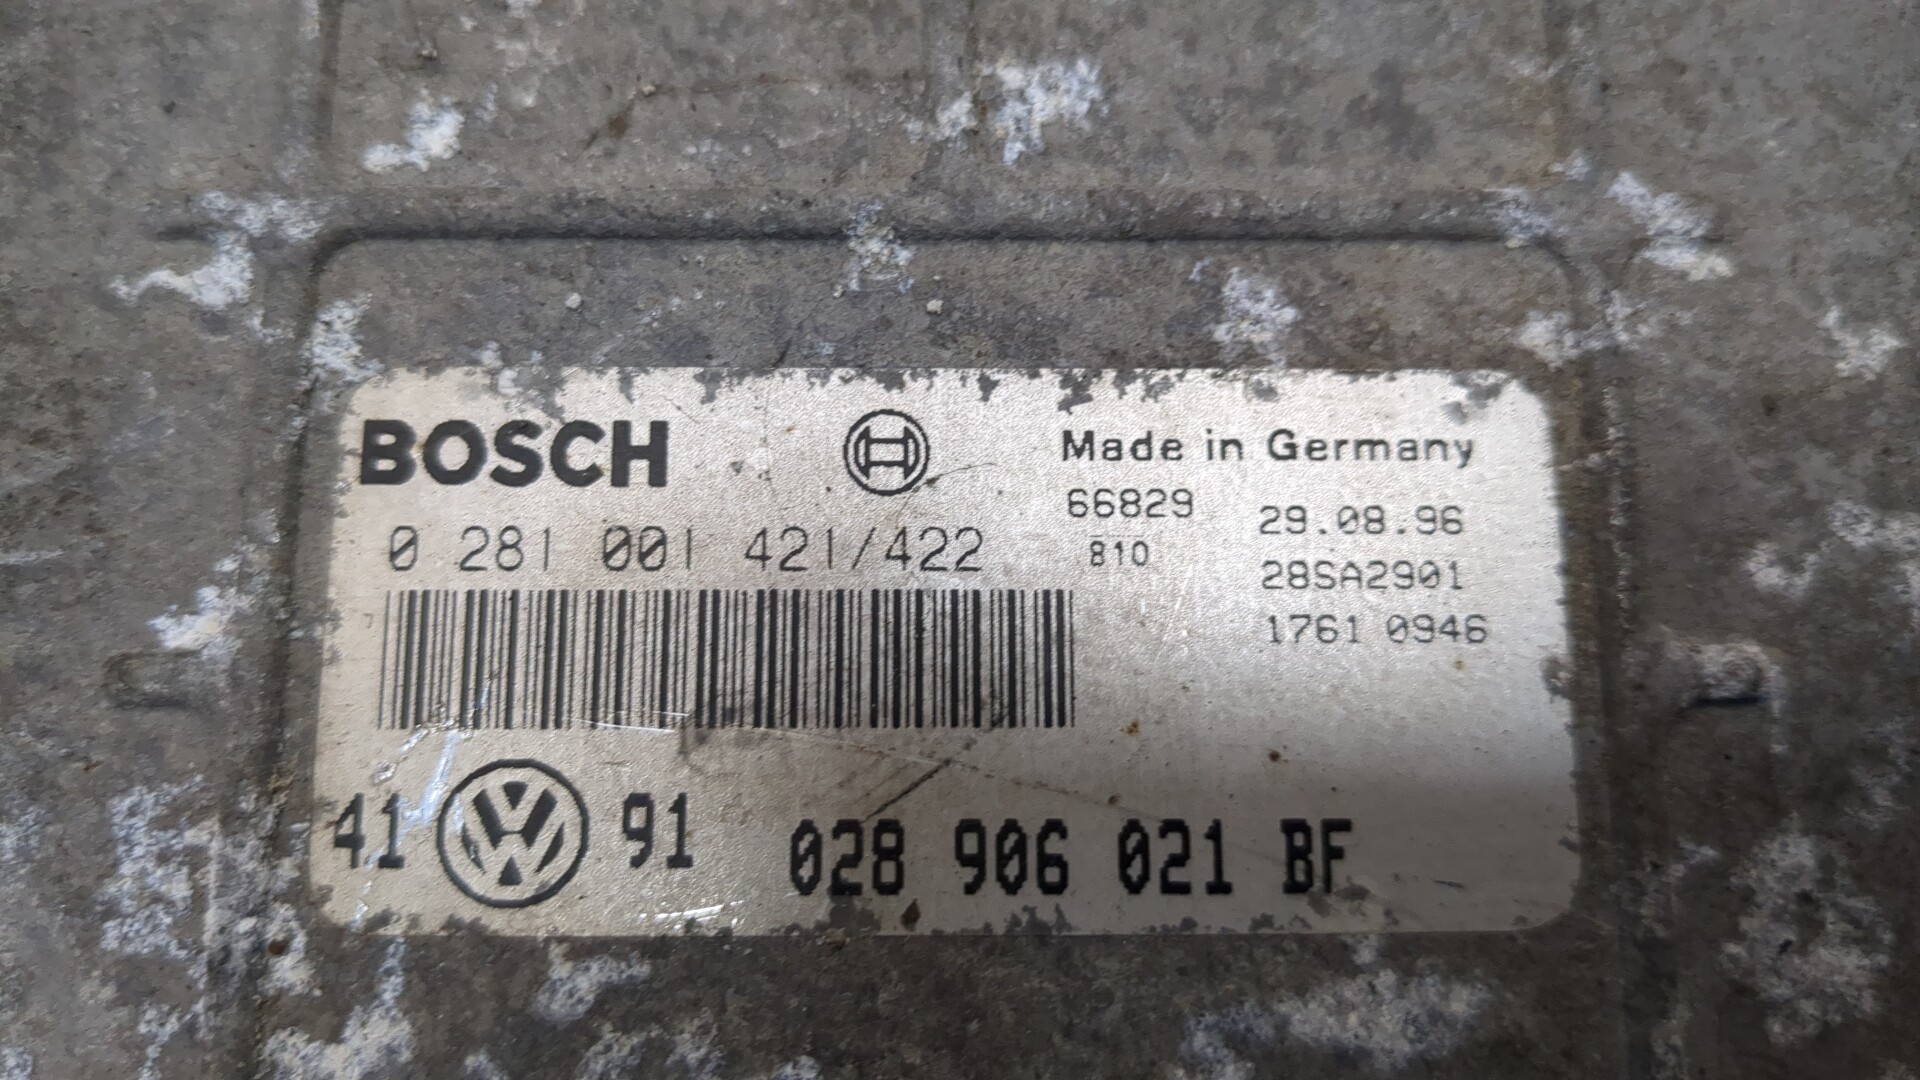 BOSCH
Made in Germany
66829 29.08.96
0 281 001 421/422
810
28SA2901
1761 0946
41 VW 91 028 906 021 BF